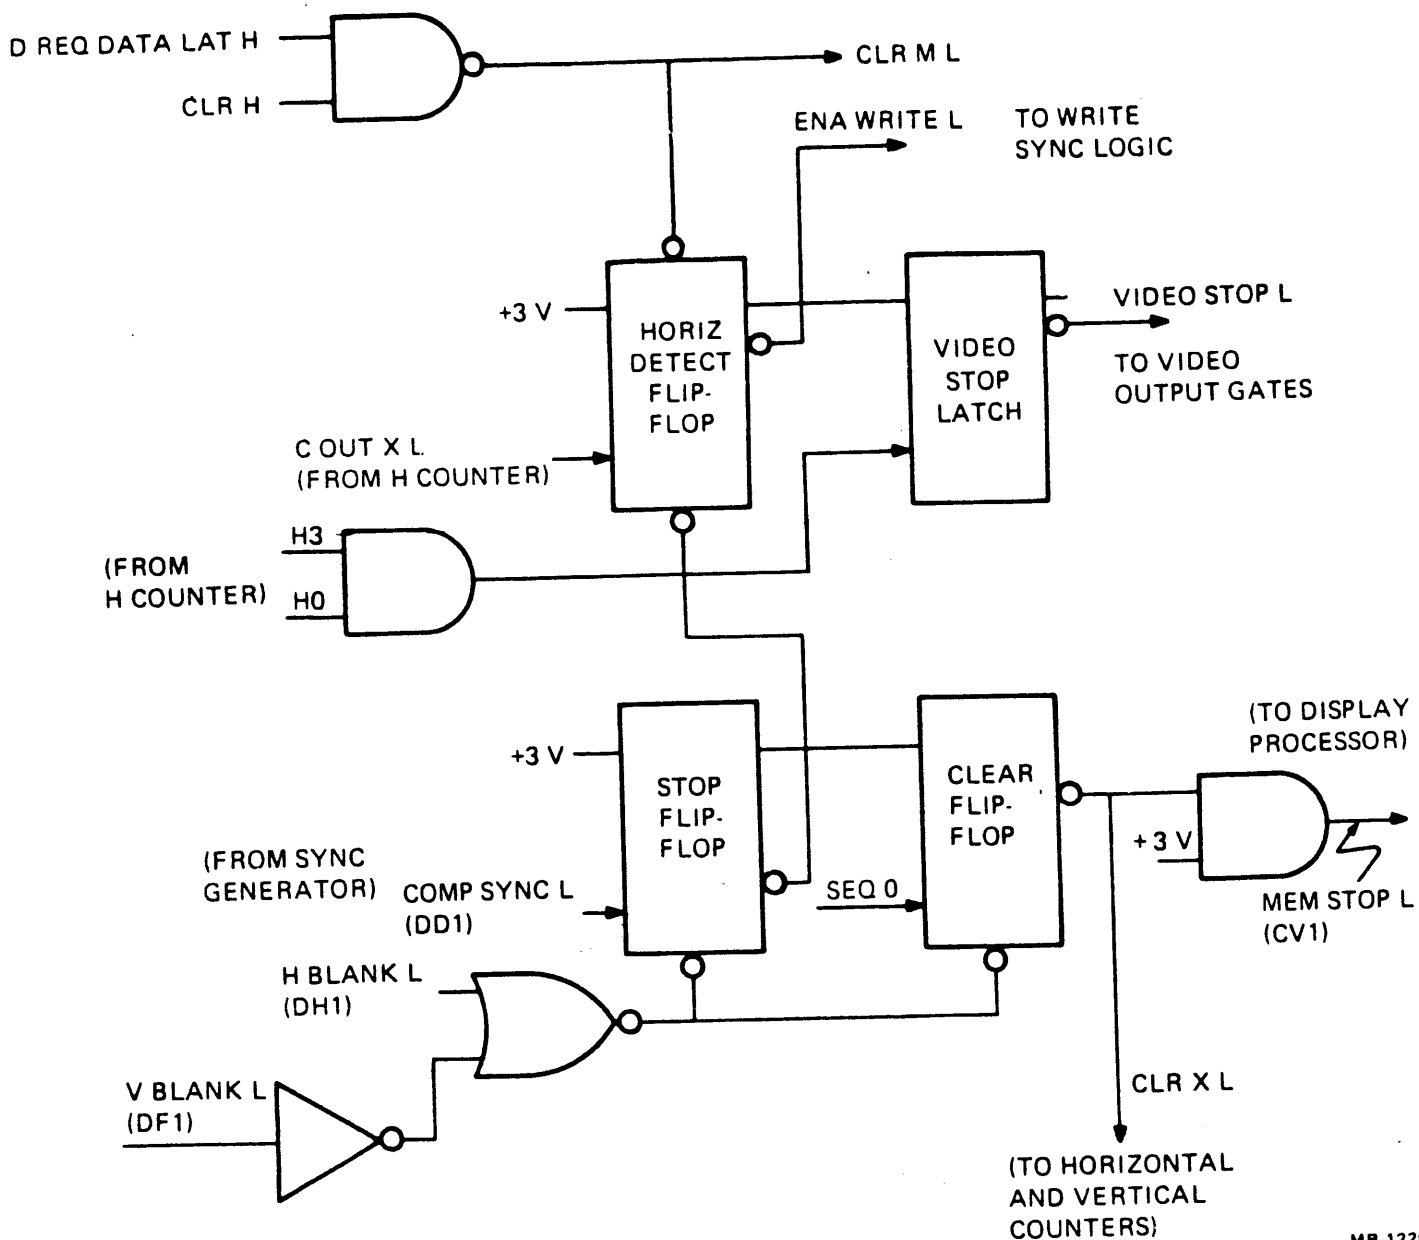 D REQ DATA LAT H
CLR H
CLR M L
ENA WRITE L
TO WRITE
SYNC LOGIC
+3 V
HORIZ
DETECT
FLIP-
FLOP
VIDEO
STOP
LATCH
VIDEO STOP L
TO VIDEO
OUTPUT GATES
C OUT X L
(FROM H COUNTER)
H3
(FROM
H COUNTER)
H0
+3 V
STOP
FLIP-
FLOP
CLEAR
FLIP-
FLOP
(TO DISPLAY
PROCESSOR)
+3 V
MEM STOP L
(CV1)
(FROM SYNC
GENERATOR)
COMP SYNC L
(DD1)
SEQ 0
H BLANK L
(DH1)
V BLANK L
(DF1)
CLR X L
(TO HORIZONTAL
AND VERTICAL
COUNTERS)